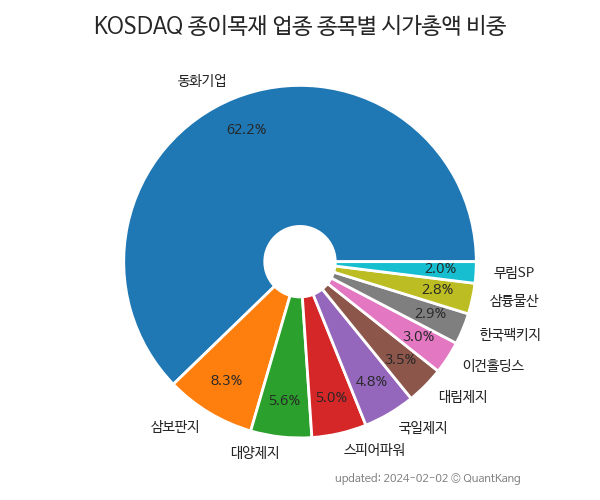 KOSDAQ 종이목재 업종 종목별 시가총액 비중
동화기업
62.2%
2.0%
무림SP
2.8%
삼륭물산
2.9%
한국팩키지
3.0%
이건홀딩스
3.5%
대림제지
4.8%
국일제지
5.0%
스피어파워
5.6%
대양제지
8.3%
삼보판지
updated: 2024-02-02 © QuantKang